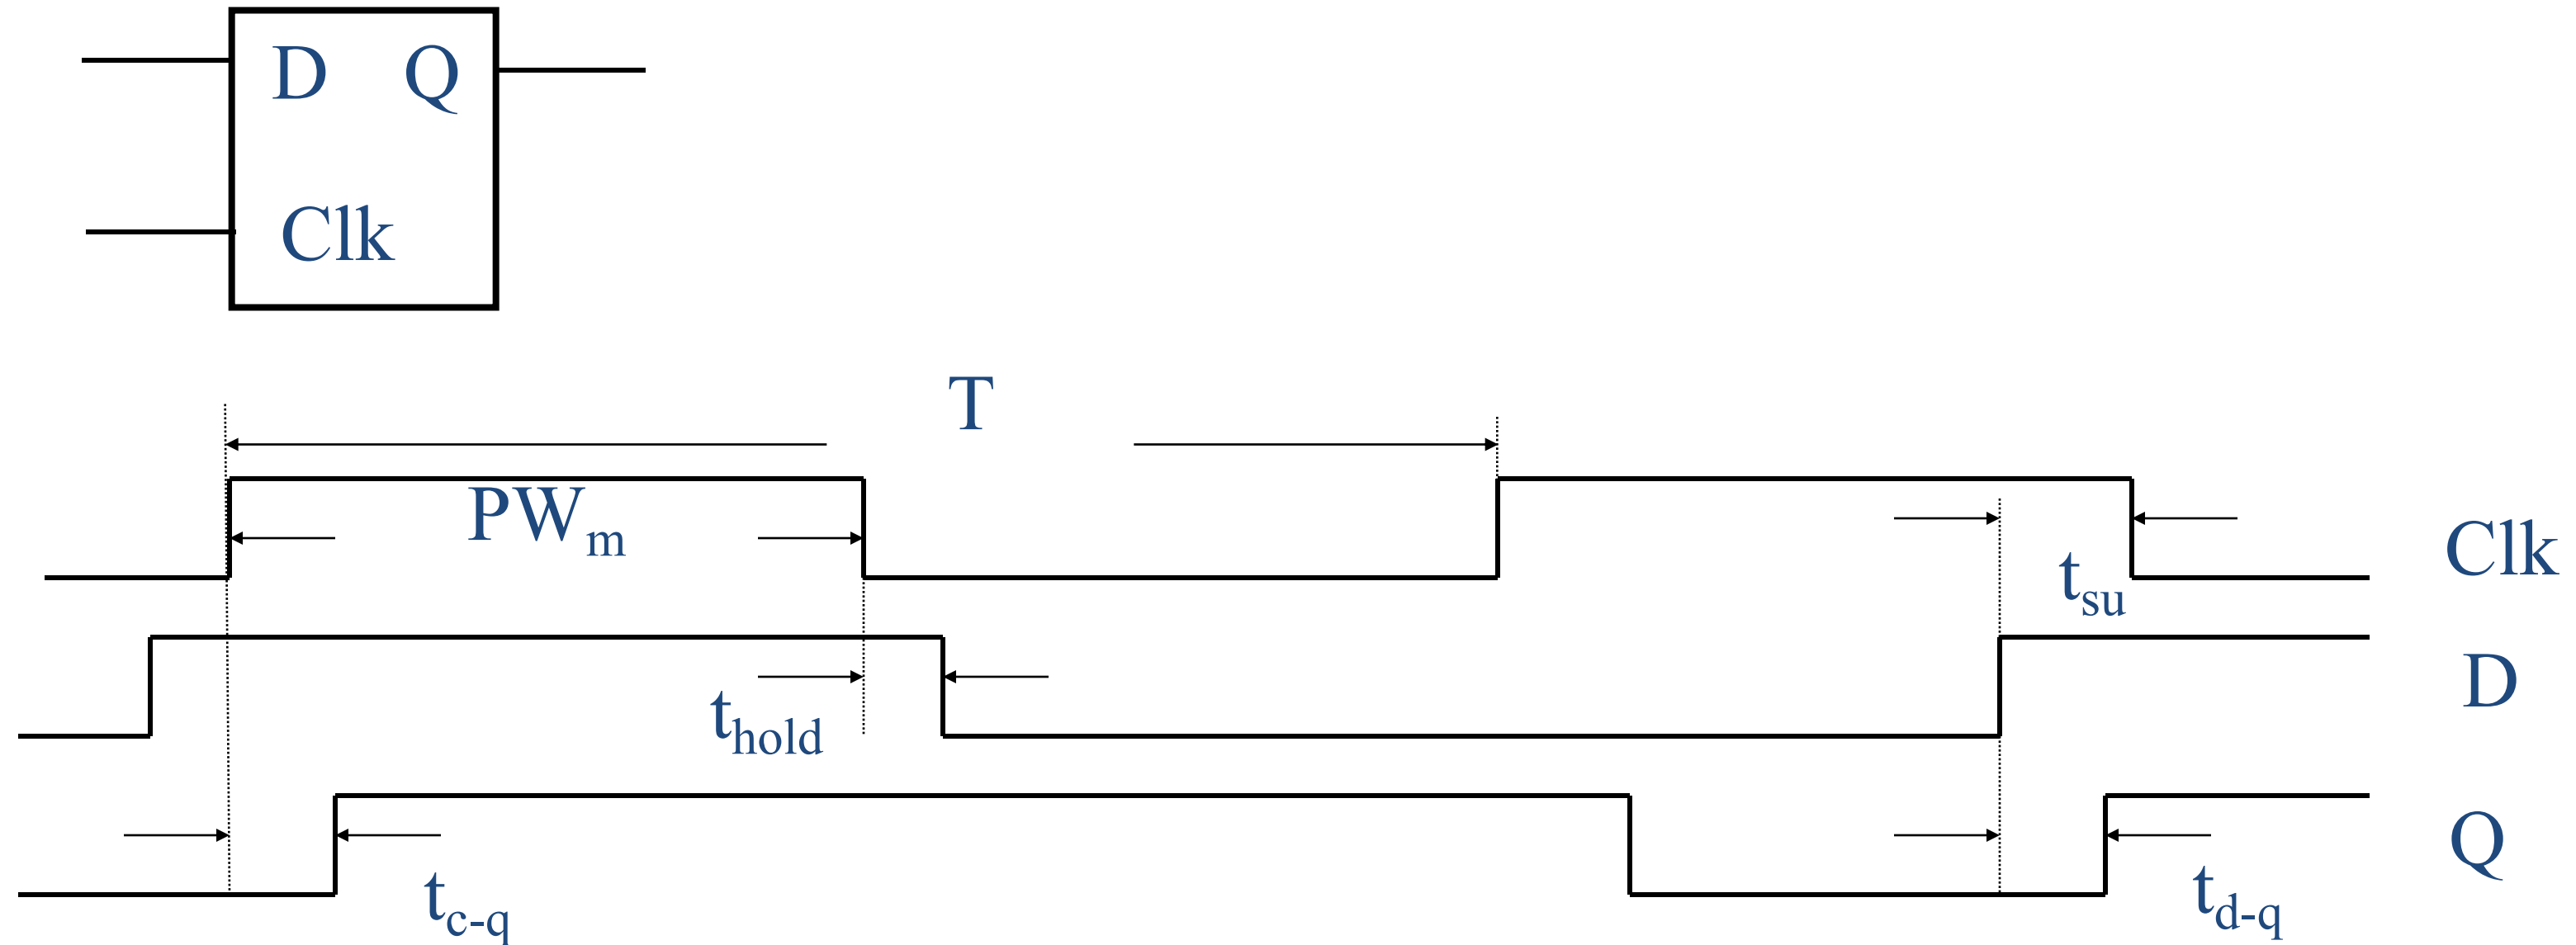 D Q
Clk
T
PWm
Clk
tsu
D
thold
Q
tc-q
td-q